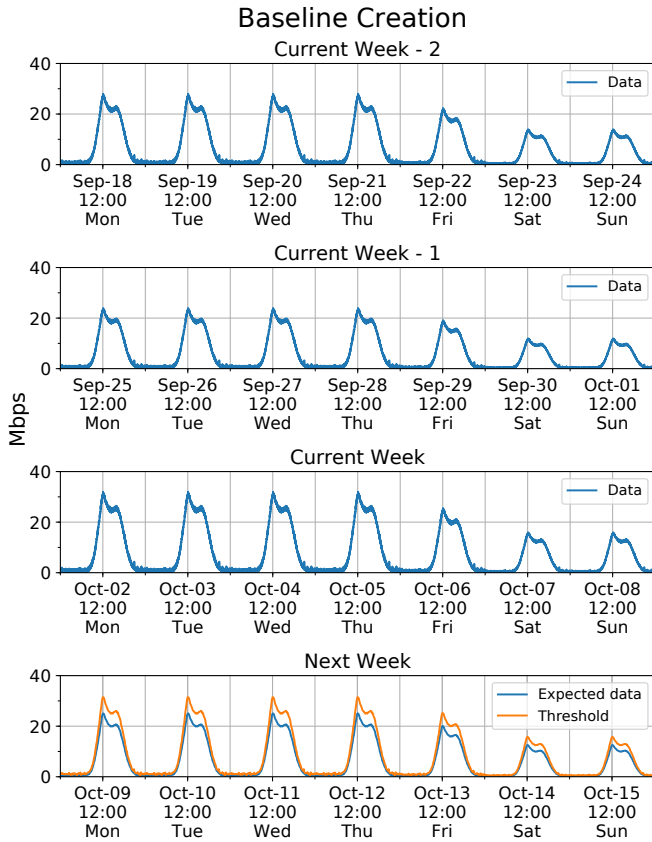 Baseline Creation
Current Week - 2
40
20
0
Data
Sep-18 Sep-19 Sep-20 Sep-21 Sep-22 Sep-23 Sep-24
12:00 12:00 12:00 12:00 12:00 12:00 12:00
Mon Tue Wed Thu Fri Sat Sun
Current Week - 1
40
20
0
Data
Sep-25 Sep-26 Sep-27 Sep-28 Sep-29 Sep-30 Oct-01
12:00 12:00 12:00 12:00 12:00 12:00 12:00
Mon Tue Wed Thu Fri Sat Sun
Mbps
Current Week
40
20
0
Data
Oct-02 Oct-03 Oct-04 Oct-05 Oct-06 Oct-07 Oct-08
12:00 12:00 12:00 12:00 12:00 12:00 12:00
Mon Tue Wed Thu Fri Sat Sun
Next Week
40
20
0
Expected data
Threshold
Oct-09 Oct-10 Oct-11 Oct-12 Oct-13 Oct-14 Oct-15
12:00 12:00 12:00 12:00 12:00 12:00 12:00
Mon Tue Wed Thu Fri Sat Sun